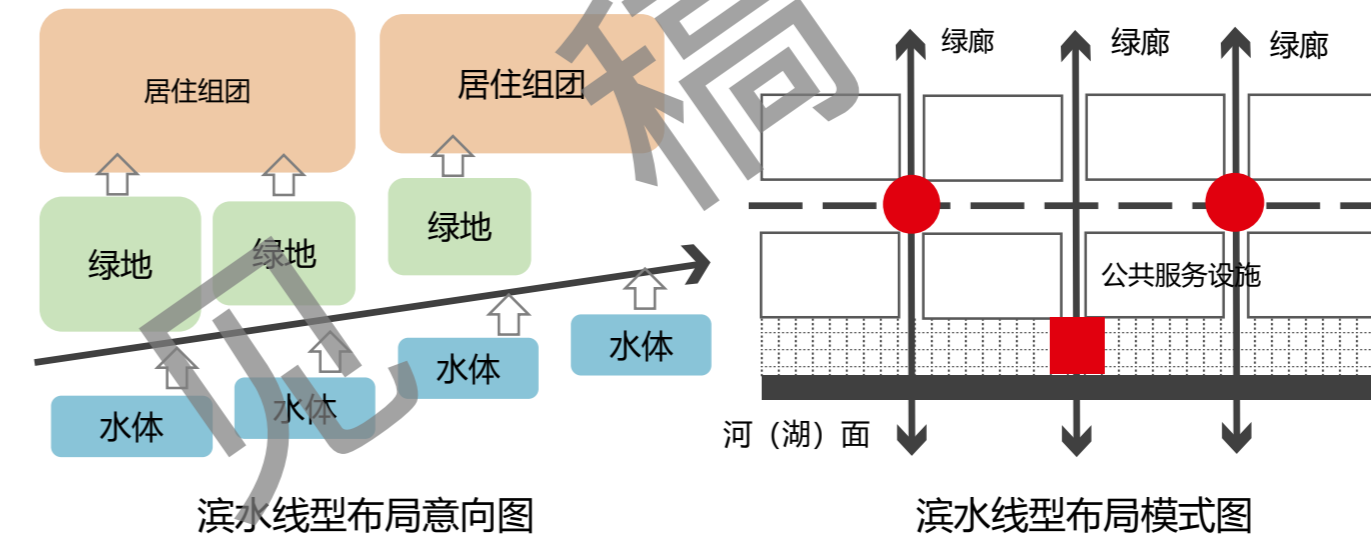 居住组团
居住组团
绿地
绿地
绿地
水体
水体
水体
水体
滨水线型布局意向图
绿廊
绿廊
绿廊
公共服务设施
河（湖）面
滨水线型布局模式图
见
稿